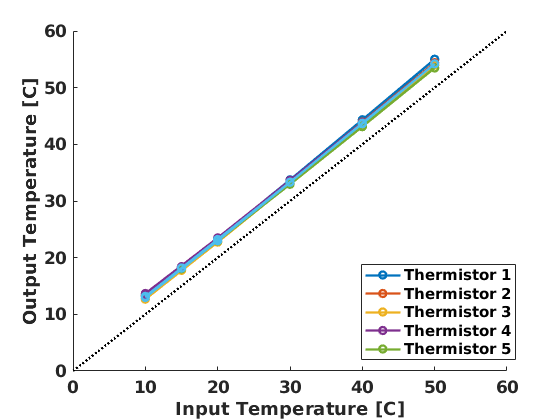 60
50
40
30
20
10
0
Output Temperature [C]
Thermistor 1
Thermistor 2
Thermistor 3
Thermistor 4
Thermistor 5
0 10 20 30 40 50 60
Input Temperature [C]